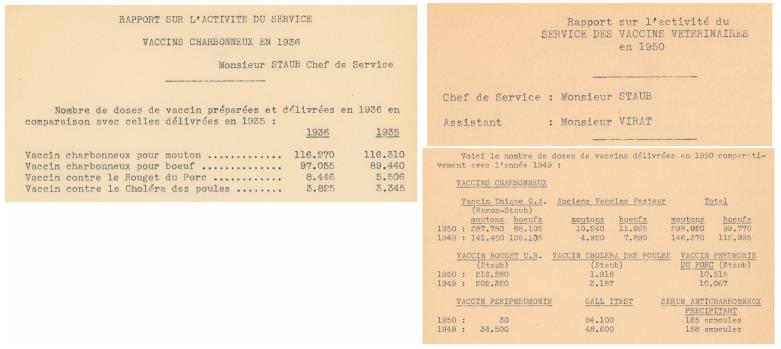 RAPPORT SUR L'ACTIVITE DU SERVICE
VACCINS CHARBONNEUX EN 1936
Monsieur STAUB Chef de Service
Nombre de doses de vaccin préparées et délivrées en 1936 en
comparaison avec celles délivrées en 1935 :
1936 1935
Vaccin charbonneux pour mouton ............. 116.270 116.310
Vaccin charbonneux pour boeuf .............. 97.055 89.440
Vaccin contre le Rouget du Porc ............ 8.446 5.506
Vaccin contre le Choléra des poules ........ 3.825 3.345
Rapport sur l'activité du
SERVICE DES VACCINS VETERINAIRES
en 1950
Chef de Service : Monsieur STAUB
Assistant : Monsieur VIRAT
Voici le nombre de doses de vaccins délivrées en 1950 comparati-
vement avec l'année 1949 :
VACCINS CHARBONNEUX
Vaccin Unique G.A. Anciens Vaccins Pasteur Total
(Ramon-Staub)
moutons boeufs moutons boeufs moutons boeufs
1950 : 287.780 88.105 10.240 11.665 298.020 99.770
1949 : 141.450 105.105 4.920 7.890 146.370 112.995
VACCIN ROUGET U.R. VACCIN CHOLERA DES POULES VACCIN PNEUMONIE
(Staub) (Staub) DU PORC (Staub)
1950 : 216.280 1.918 10.515
1949 : 202.320 3.187 10.067
VACCIN PERIPNEUMONIE GALL ITEST SERUM ANTICHARBONNEUX
PRECIPITANT
1950 : 30 84.100 165 ampoules
1949 : 34.500 48.600 188 ampoules